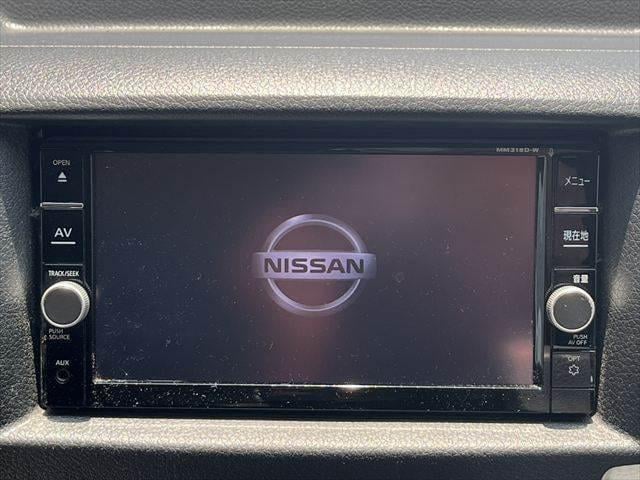 MM318D-W
OPEN
メニュー
AV
現在地
NISSAN
TRACK/SEEK
音量
PUSH
SOURCE
PUSH
AV OFF
AUX
OPT